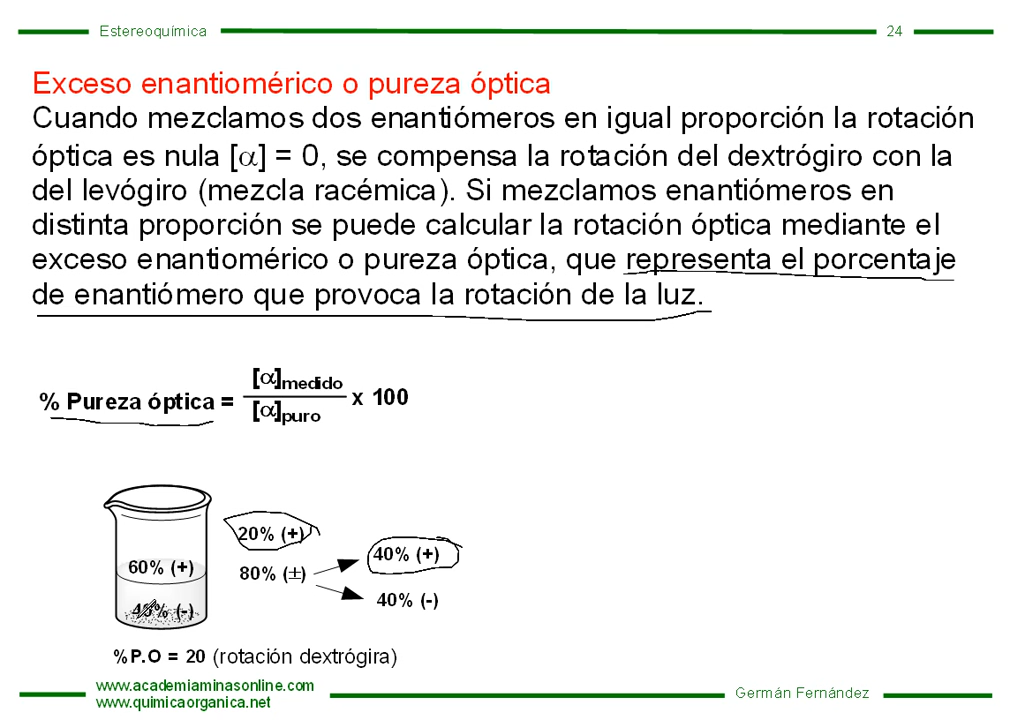 Estereoquímica
24
Exceso enantiomérico o pureza óptica
Cuando mezclamos dos enantiómeros en igual proporción la rotación
óptica es nula [α] = 0, se compensa la rotación del dextrógiro con la
del levógiro (mezcla racémica). Si mezclamos enantiómeros en
distinta proporción se puede calcular la rotación óptica mediante el
exceso enantiomérico o pureza óptica, que representa el porcentaje
de enantiómero que provoca la rotación de la luz.
[α]medido
% Pureza óptica = x 100
[α]puro
20% (+)
40% (+)
60% (+)
80% (±)
40% (-)
% (-)
%P.O = 20 (rotación dextrógira)
www.academiaminasonline.com
www.quimicaorganica.net
Germán Fernández